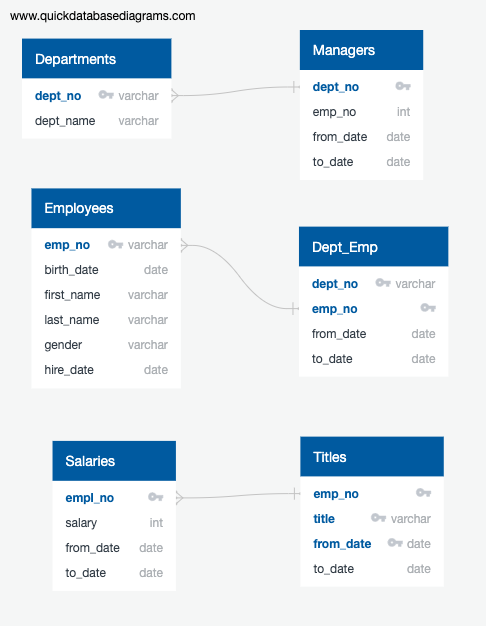 www.quickdatabasediagrams.com
Departments
dept_no varchar
dept_name varchar
Managers
dept_no
emp_no int
from_date date
to_date date
Employees
emp_no varchar
birth_date date
first_name varchar
last_name varchar
gender varchar
hire_date date
Dept_Emp
dept_no varchar
emp_no
from_date date
to_date date
Salaries
empl_no
salary int
from_date date
to_date date
Titles
emp_no
title varchar
from_date date
to_date date